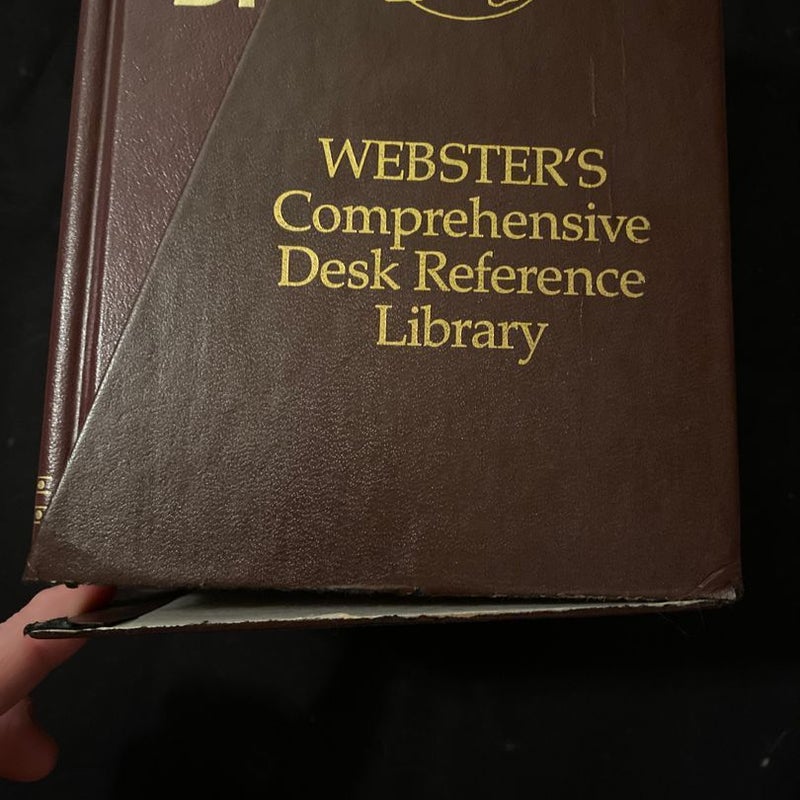 WEBSTER'S
Comprehensive
Desk Reference
Library